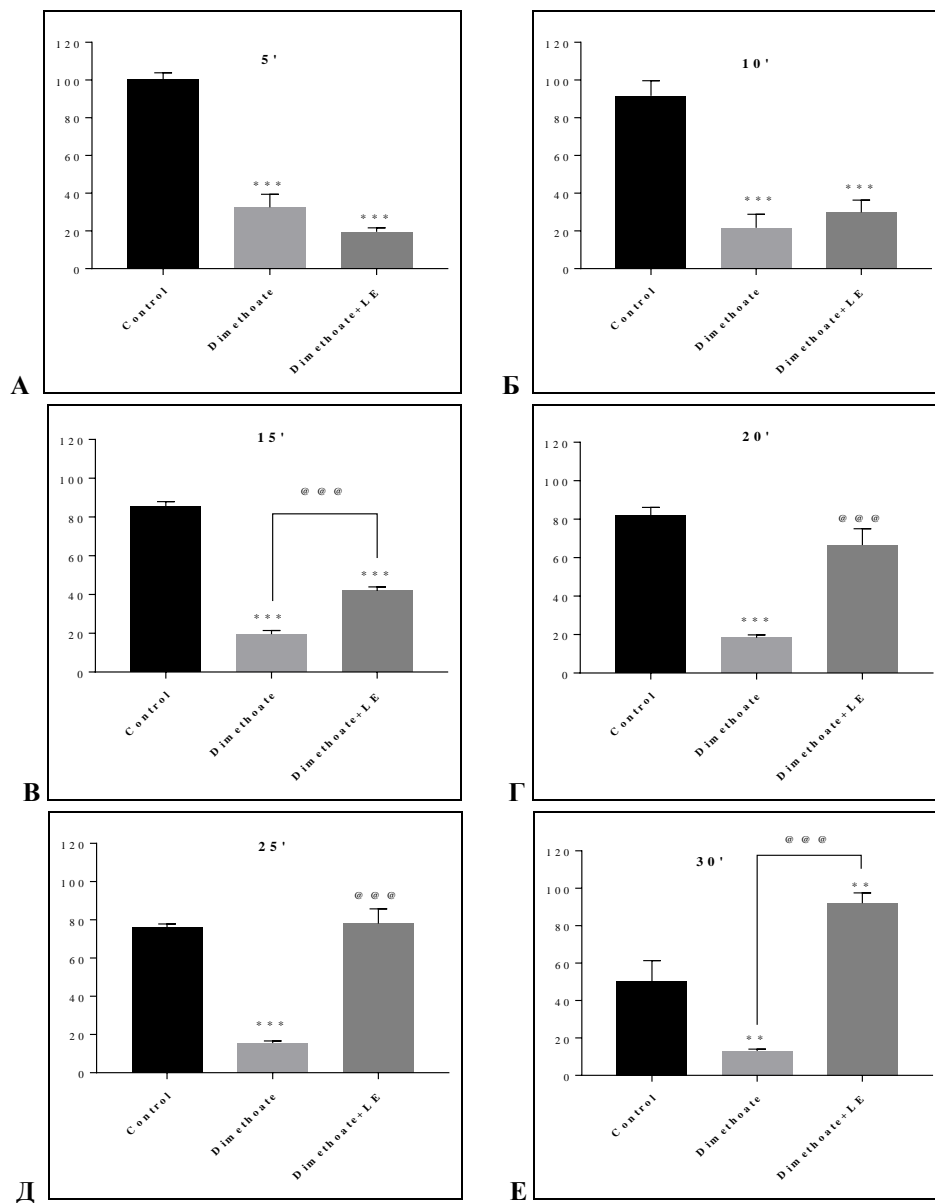 5'
120
100
80
60
40
20
0
***
***
Control
Dimethoate
Dimethoate+LE
А
10'
120
100
80
60
40
20
0
***
***
Control
Dimethoate
Dimethoate+LE
Б
15'
120
100
80
60
40
20
0
@@@
***
***
Control
Dimethoate
Dimethoate+LE
В
20'
120
100
80
60
40
20
0
***
@@@
Control
Dimethoate
Dimethoate+LE
Г
25'
120
100
80
60
40
20
0
***
@@@
Control
Dimethoate
Dimethoate+LE
Д
30'
120
100
80
60
40
20
0
@@@
**
**
Control
Dimethoate
Dimethoate+LE
Е